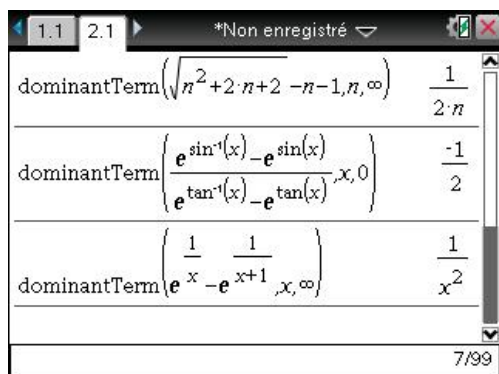 1.1 2.1 *Non enregistré
dominantTerm(√(n²+2·n+2) -n-1,n,∞) 1/(2·n)
dominantTerm((e^sin⁻¹(x)-e^sin(x))/(e^tan⁻¹(x)-e^tan(x)),x,0) -1/2
dominantTerm(e^(1/x)-e^(1/(x+1)),x,∞) 1/x²
7/99